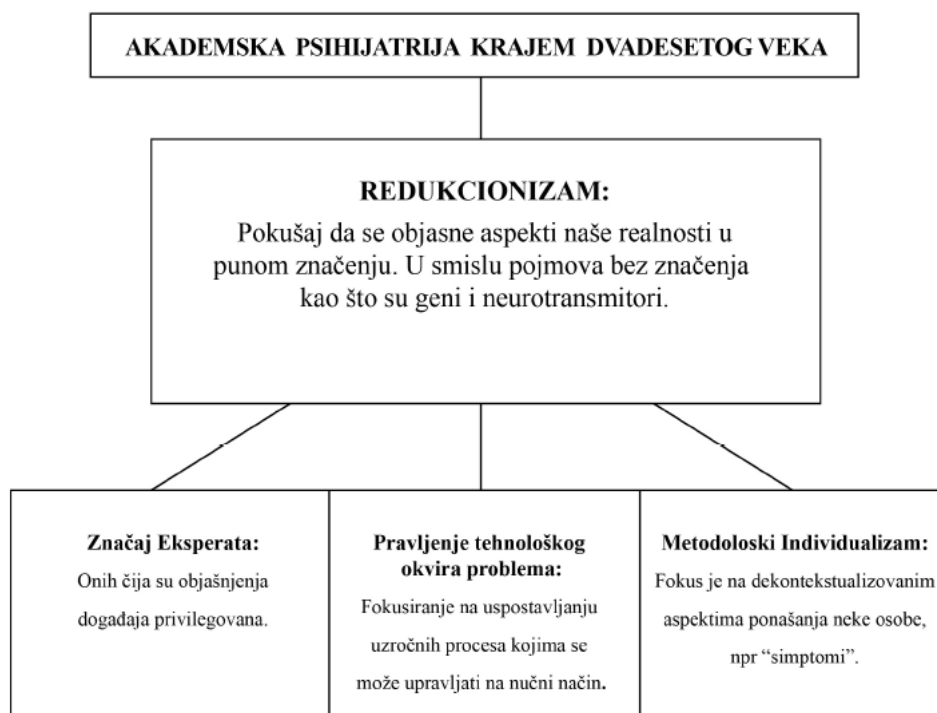 AKADEMSKA PSIHIJATRIJA KRAJEM DVADESETOG VEKA
REDUKCIONIZAM:
Pokušaj da se objasne aspekti naše realnosti u
punom značenju. U smislu pojmova bez značenja
kao što su geni i neurotransmitori.
Značaj Eksperata:
Onih čija su objašnjenja
događaja privilegovana.
Pravljenje tehnološkog
okvira problema:
Fokusiranje na uspostavljanju
uzročnih procesa kojima se
može upravljati na nučni način.
Metodoloski Individualizam:
Fokus je na dekontekstualizovanim
aspektima ponašanja neke osobe,
npr “simptomi”.